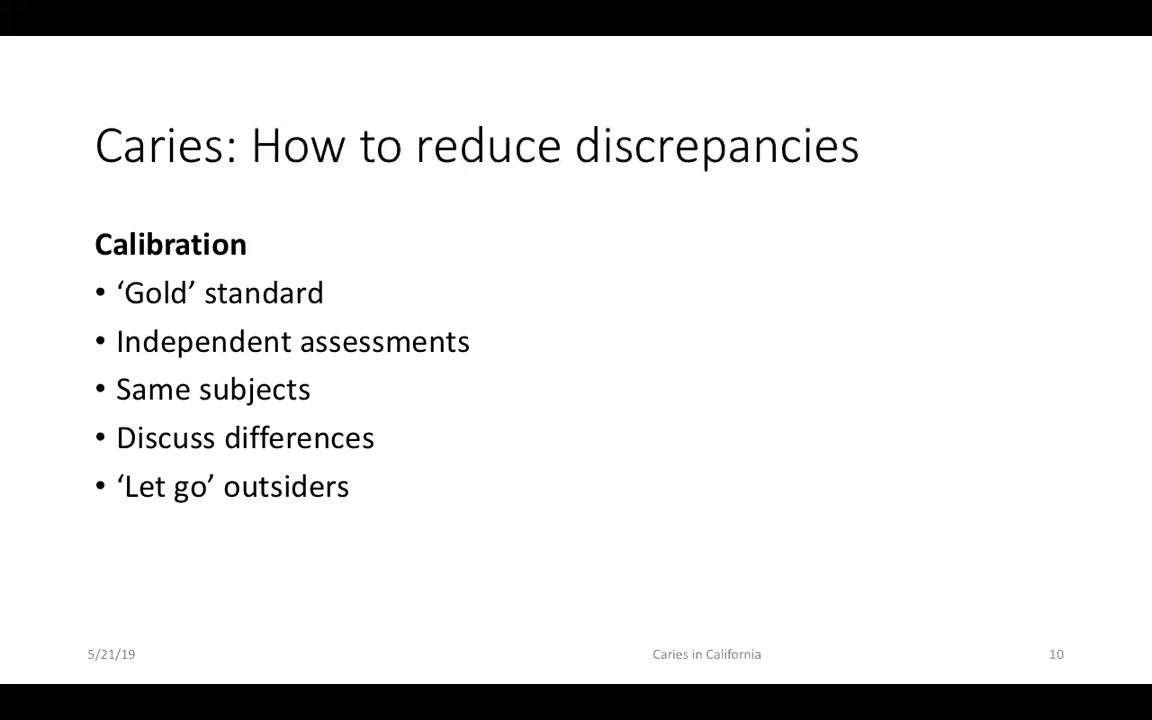 Caries: How to reduce discrepancies
Calibration
• ‘Gold’ standard
• Independent assessments
• Same subjects
• Discuss differences
• ‘Let go’ outsiders
5/21/19
Caries in California
10